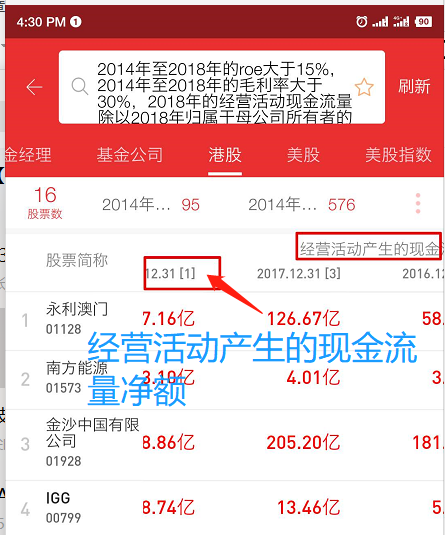 4:30 PM 1
90
2014年至2018年的roe大于15%,
2014年至2018年的毛利率大于
30%，2018年的经营活动现金流量
除以2018年归属于母公司所有者的
刷新
金经理 基金公司 港股 美股 美股指数
16
股票数
2014年... 95 2014年... 576
经营活动产生的现金
股票简称
12.31 [1] 2017.12.31 [3] 2016.12
1 永利澳门 7.16亿 126.67亿 58.
01128
经营活动产生的现金流
量净额
2 南方能源 3.10亿 4.01亿 3.
01573
3 金沙中国有限
公司
8.86亿 205.20亿 181.
01928
4 IGG 8.74亿 13.46亿 5.
00799